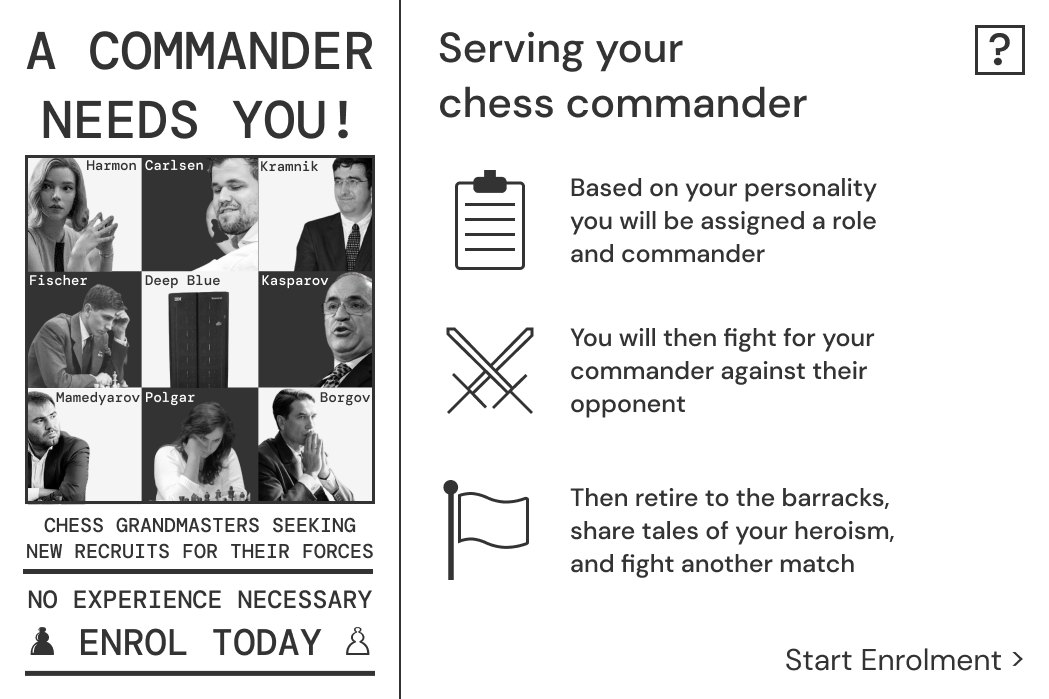 A COMMANDER
NEEDS YOU!
Harmon
Carlsen
Kramnik
Fischer
Deep Blue
Kasparov
Mamedyarov
Polgar
Borgov
CHESS GRANDMASTERS SEEKING
NEW RECRUITS FOR THEIR FORCES
NO EXPERIENCE NECESSARY
ENROL TODAY
Serving your
chess commander
?
Based on your personality
you will be assigned a role
and commander
You will then fight for your
commander against their
opponent
Then retire to the barracks,
share tales of your heroism,
and fight another match
Start Enrolment >